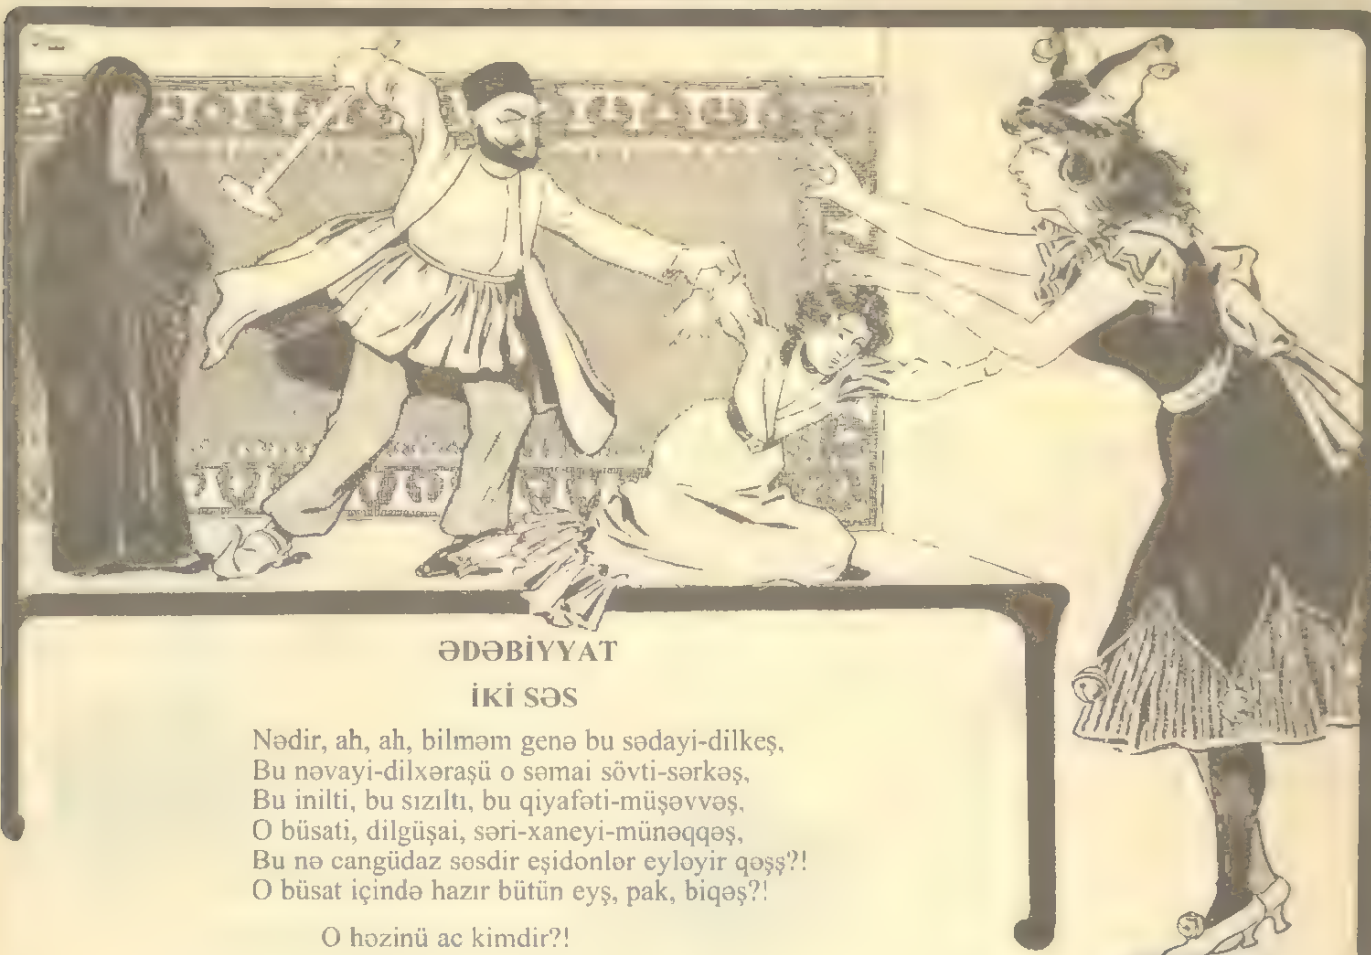 ƏDƏBİYYAT
İKİ SƏS
Nədir, ah, ah, bilməm genə bu sədayi-dilkeş,
Bu nəvayi-dilxəraşü o səmai sövti-sərkəş,
Bu inilti, bu sızıltı, bu qiyafəti-müşəvvəş,
O büsati, dilgüşai, səri-xaneyi-münəqqəş,
Bu nə cangüdaz səsdir eşidənlər eyləyir qəşş?!
O büsat içində hazır bütün eyş, pak, biqəş?!
O həzinü ac kimdir?!